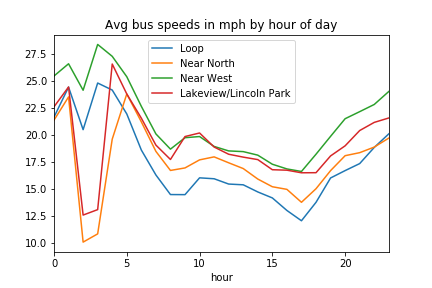 Avg bus speeds in mph by hour of day
Loop
Near North
Near West
Lakeview/Lincoln Park
27.5
25.0
22.5
20.0
17.5
15.0
12.5
10.0
0 5 10 15 20
hour